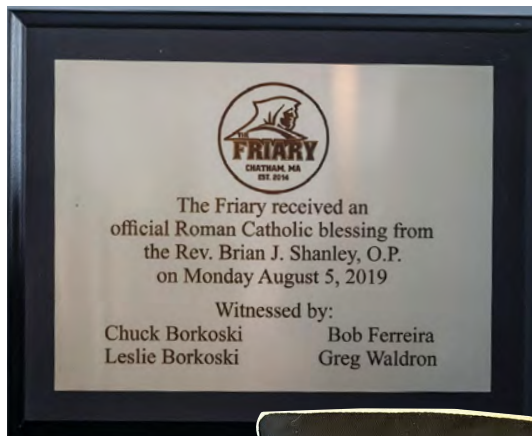 THE
FRIARY
CHATHAM, MA
EST. 2014
The Friary received an
official Roman Catholic blessing from
the Rev. Brian J. Shanley, O.P.
on Monday August 5, 2019
Witnessed by:
Chuck Borkoski Bob Ferreira
Leslie Borkoski Greg Waldron